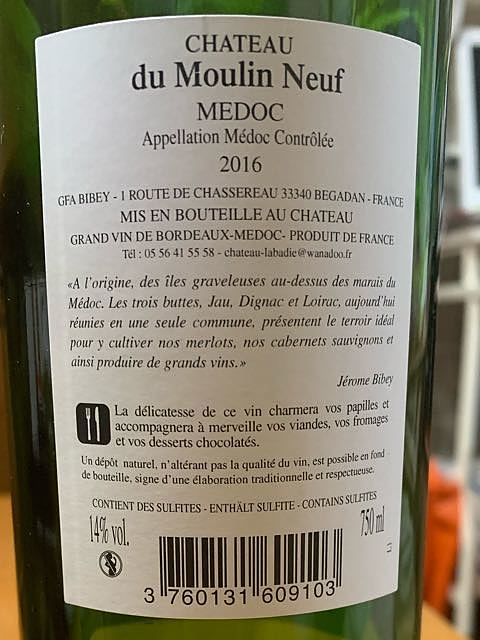 CHATEAU
du Moulin Neuf
MEDOC
Appellation Médoc Contrôlée
2016
GFA BIBEY - 1 ROUTE DE CHASSEREAU 33340 BEGADAN - FRANCE
MIS EN BOUTEILLE AU CHATEAU
GRAND VIN DE BORDEAUX-MEDOC- PRODUIT DE FRANCE
Tél : 05 56 41 55 58 - chateau-labadie@wanadoo.fr
«A l'origine, des îles graveleuses au-dessus des marais du
Médoc. Les trois buttes, Jau, Dignac et Loirac, aujourd'hui
réunies en une seule commune, présentent le terroir idéal
pour y cultiver nos merlots, nos cabernets sauvignons et
ainsi produire de grands vins.»
Jérome Bibey
La délicatesse de ce vin charmera vos papilles et
accompagnera à merveille vos viandes, vos fromages
et vos desserts chocolatés.
Un dépôt naturel, n'altérant pas la qualité du vin, est possible en fond
de bouteille, signe d'une élaboration traditionnelle et respectueuse.
CONTIENT DES SULFITES - ENTHÄLT SULFITE - CONTAINS SULFITES
14% vol.
750 ml
3 760131 609103